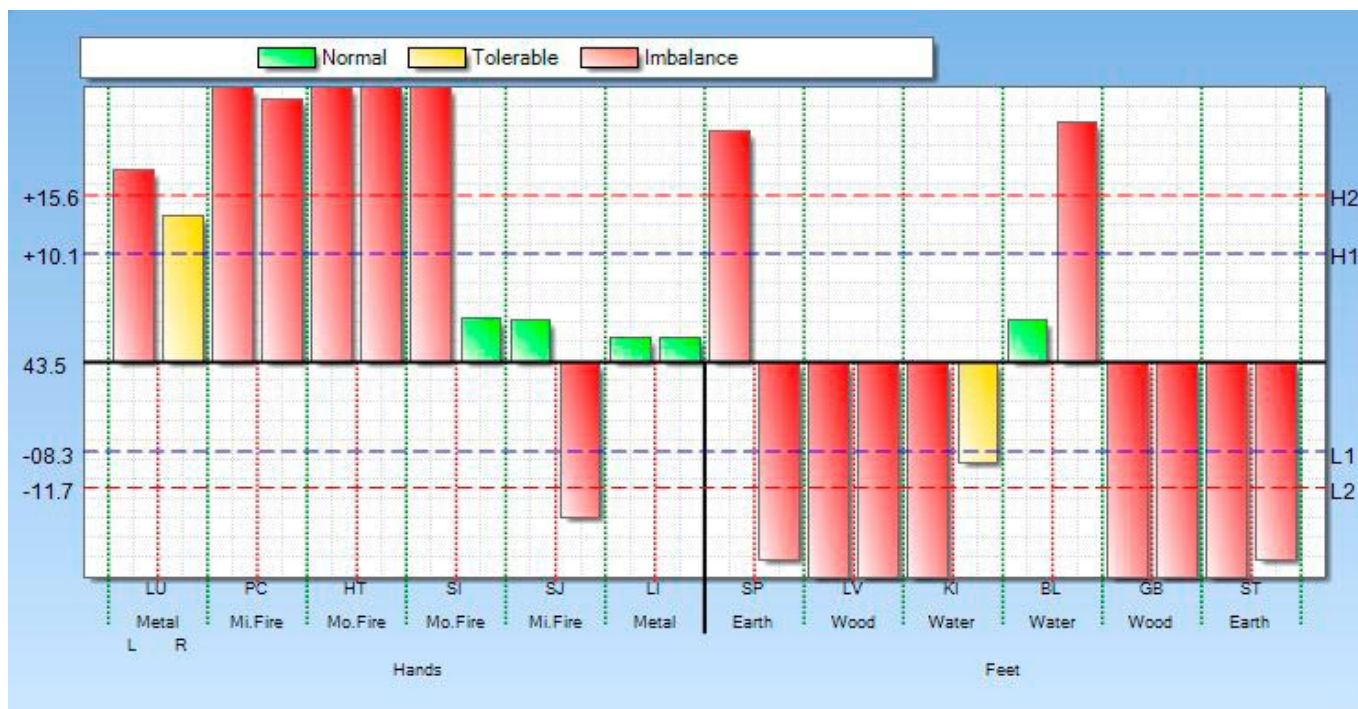 Normal Tolerable Imbalance
+15.6 H2
+10.1 H1
43.5
-08.3 L1
-11.7 L2
LU PC HT SI SJ LI SP LV KI BL GB ST
Metal Mi.Fire Mo.Fire Mo.Fire Mi.Fire Metal Earth Wood Water Water Wood Earth
L R
Hands Feet